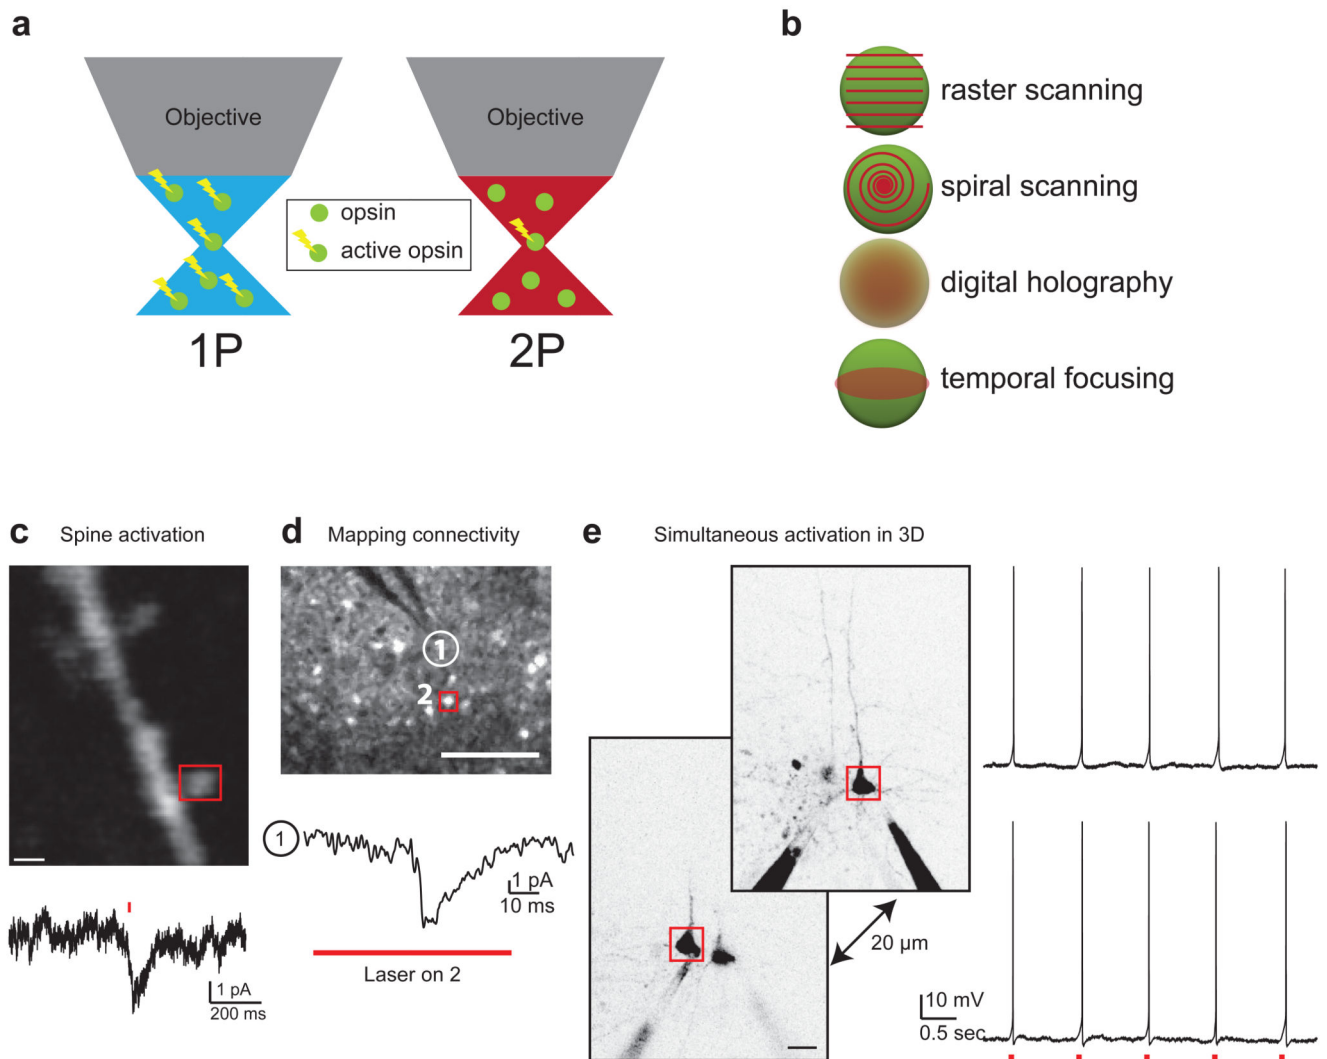 a
Objective
Objective
opsin
active opsin
1P
2P
b
raster scanning
spiral scanning
digital holography
temporal focusing
c
Spine activation
1 pA
200 ms
d
Mapping connectivity
1
2
1
1 pA
10 ms
Laser on 2
e
Simultaneous activation in 3D
20 µm
10 mV
0.5 sec